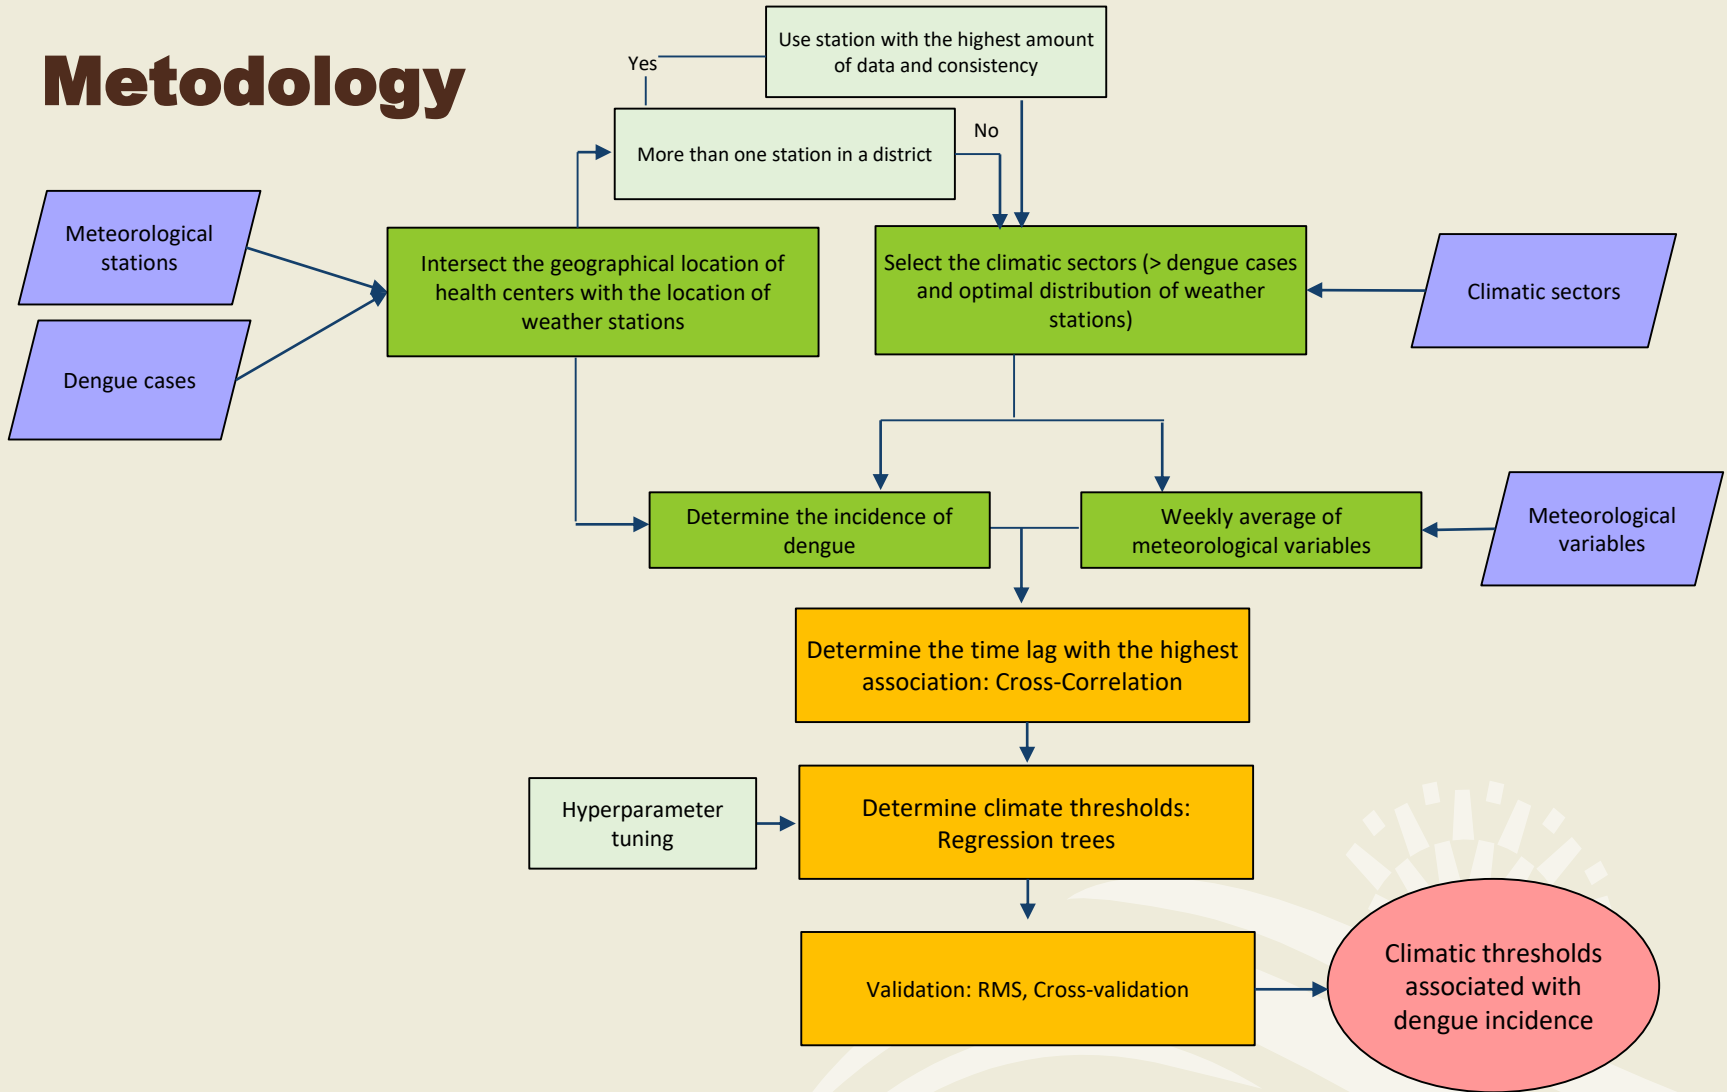 Metodology
Use station with the highest amount
of data and consistency
Yes
More than one station in a district
No
Meteorological
stations
Dengue cases
Intersect the geographical location of
health centers with the location of
weather stations
Select the climatic sectors (> dengue cases
and optimal distribution of weather
stations)
Climatic sectors
Determine the incidence of
dengue
Weekly average of
meteorological variables
Meteorological
variables
Determine the time lag with the highest
association: Cross-Correlation
Hyperparameter
tuning
Determine climate thresholds:
Regression trees
Validation: RMS, Cross-validation
Climatic thresholds
associated with
dengue incidence